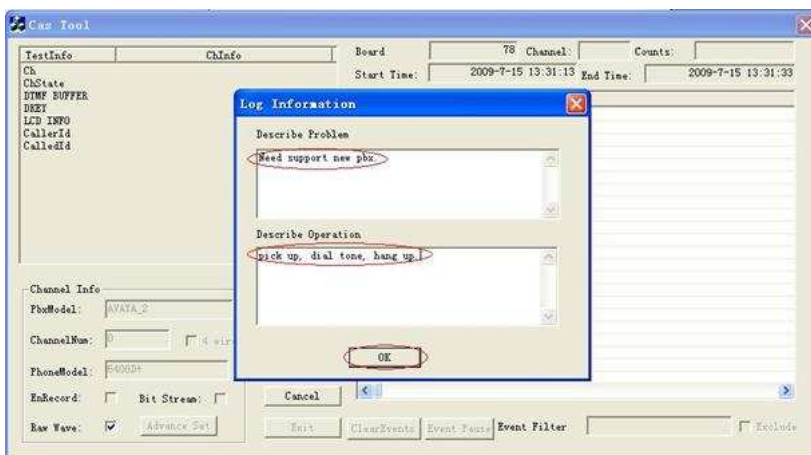 Cas Tool
TestInfo ChInfo
Ch
ChState
DTMF BUFFER
DKEY
LCD INFO
CallerId
CalledId
Board 78 Channel: Counts:
Start Time: 2009-7-15 13:31:13 End Time: 2009-7-15 13:31:33
Log Information
Describe Problem
Need support new pbx.
Describe Operation
pick up, dial tone, hang up.
OK
Channel Info
PbxModel: AVAYA_2
ChannelNum: 0 4 wir
PhoneModel: 6408D+
EnRecord: Bit Stream:
Raw Wave: Advance Set
Cancel
Exit ClearEvents Event Pause Event Filter Exclude